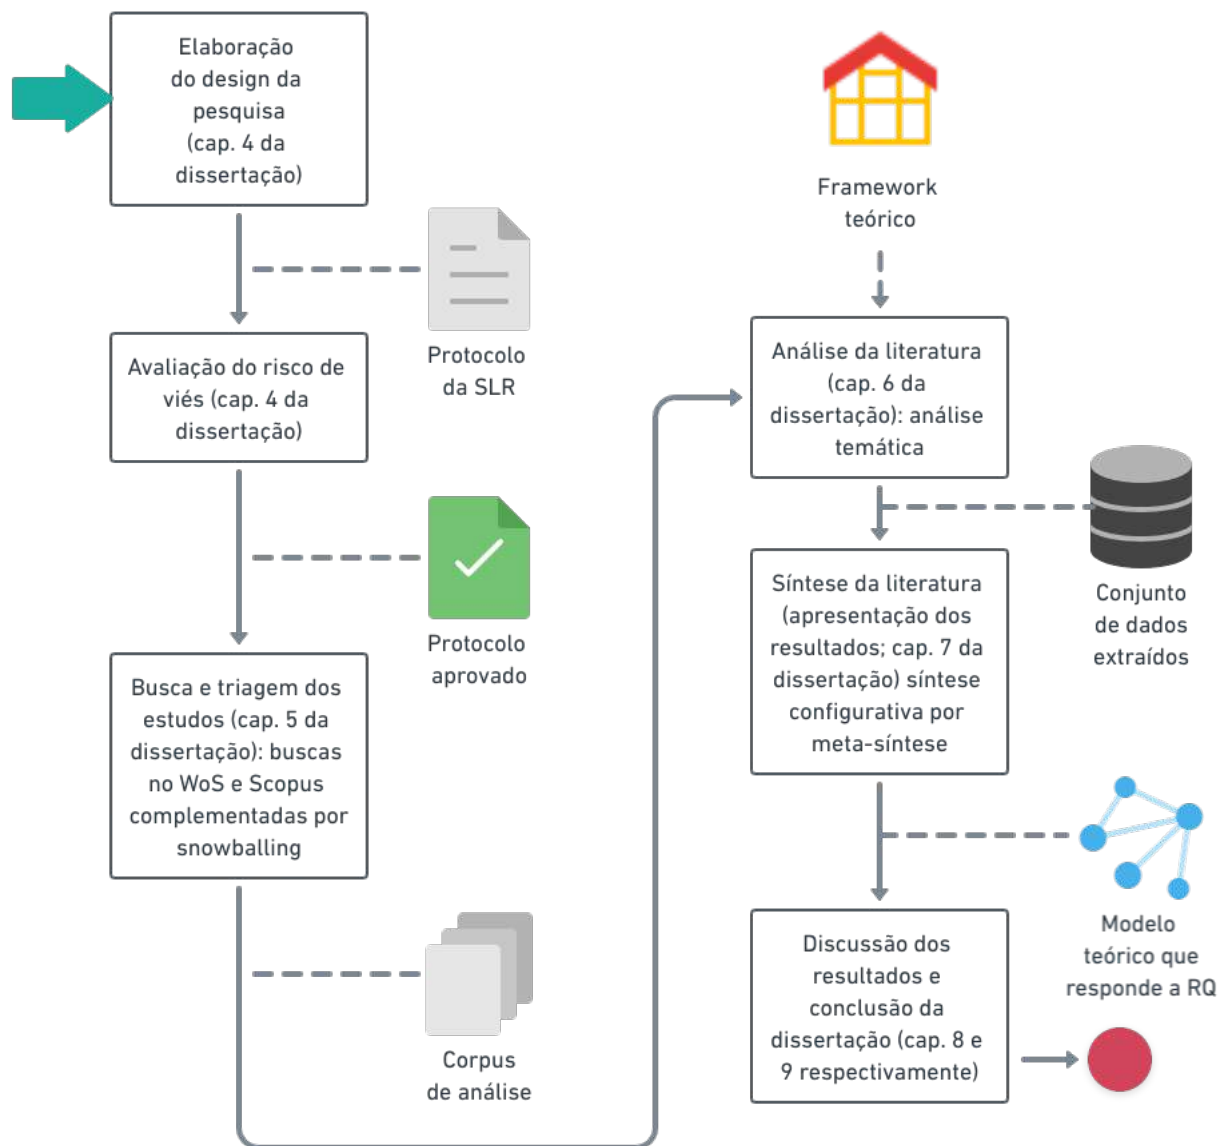 Elaboração
do design da
pesquisa
(cap. 4 da
dissertação)
Protocolo
da SLR
Avaliação do risco de
viés (cap. 4 da
dissertação)
Protocolo
aprovado
Busca e triagem dos
estudos (cap. 5 da
dissertação): buscas
no WoS e Scopus
complementadas por
snowballing
Corpus
de análise
Framework
teórico
Análise da literatura
(cap. 6 da
dissertação): análise
temática
Conjunto
de dados
extraídos
Síntese da literatura
(apresentação dos
resultados; cap. 7 da
dissertação) síntese
configurativa por
meta-síntese
Modelo
teórico que
responde a RQ
Discussão dos
resultados e
conclusão da
dissertação (cap. 8 e
9 respectivamente)